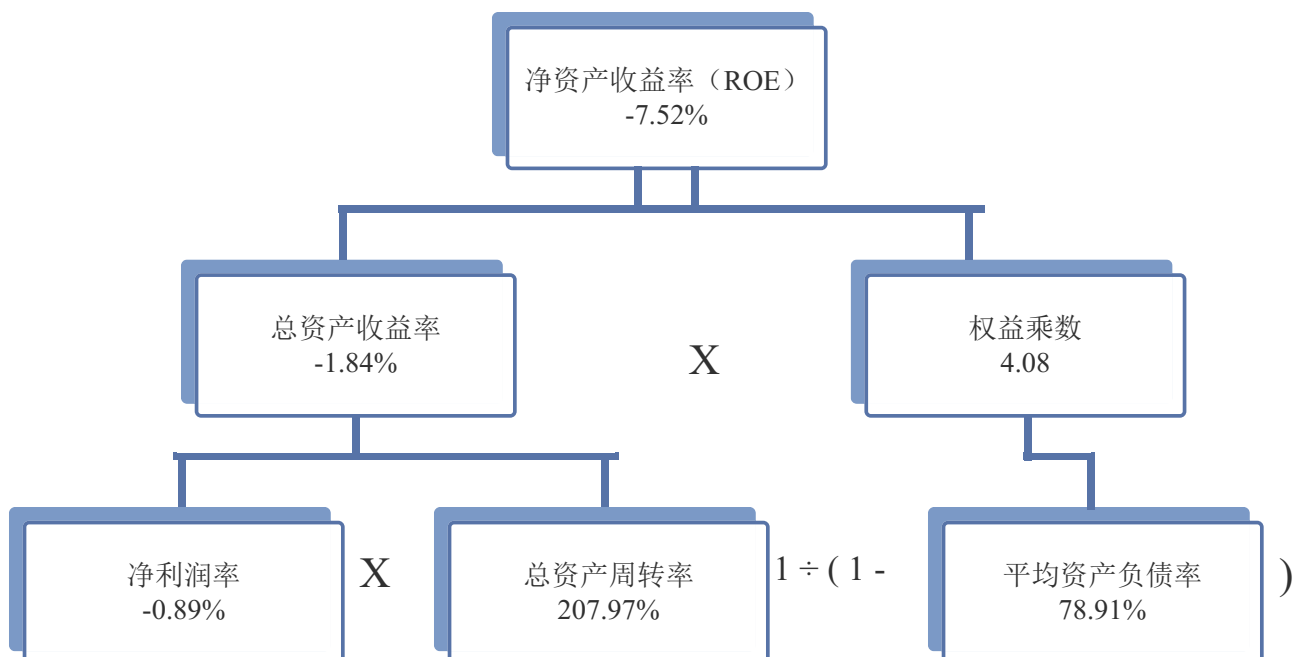 净资产收益率（ROE）
-7.52%
总资产收益率
-1.84%
X
权益乘数
4.08
净利润率
-0.89%
X
总资产周转率
207.97%
1 ÷ ( 1 -
平均资产负债率
78.91%
)